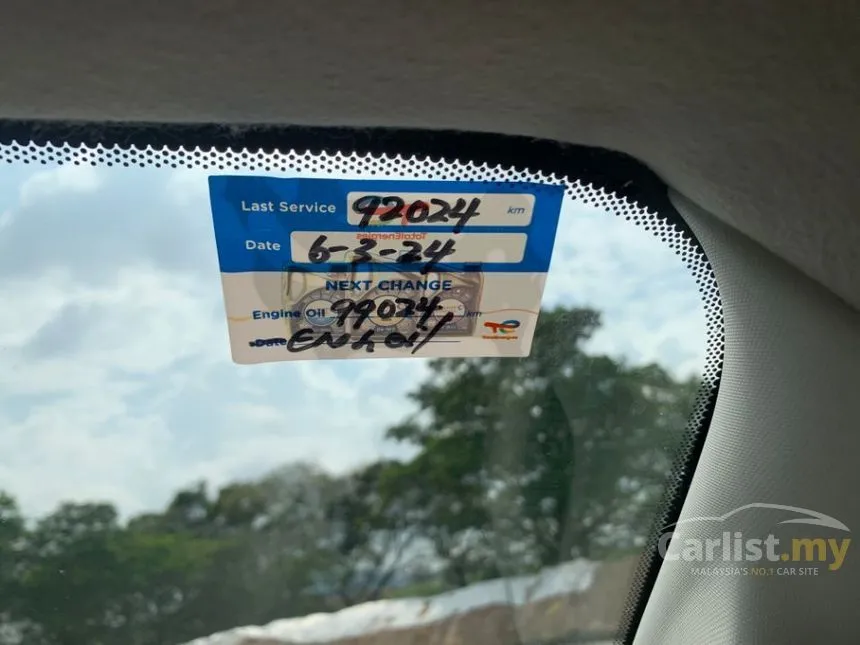 Last Service 92024 km
Date 6-3-24
NEXT CHANGE
Engine Oil 99024 km
Date
TotalEnergies
Carlist.my
MALAYSIA'S NO.1 CAR SITE